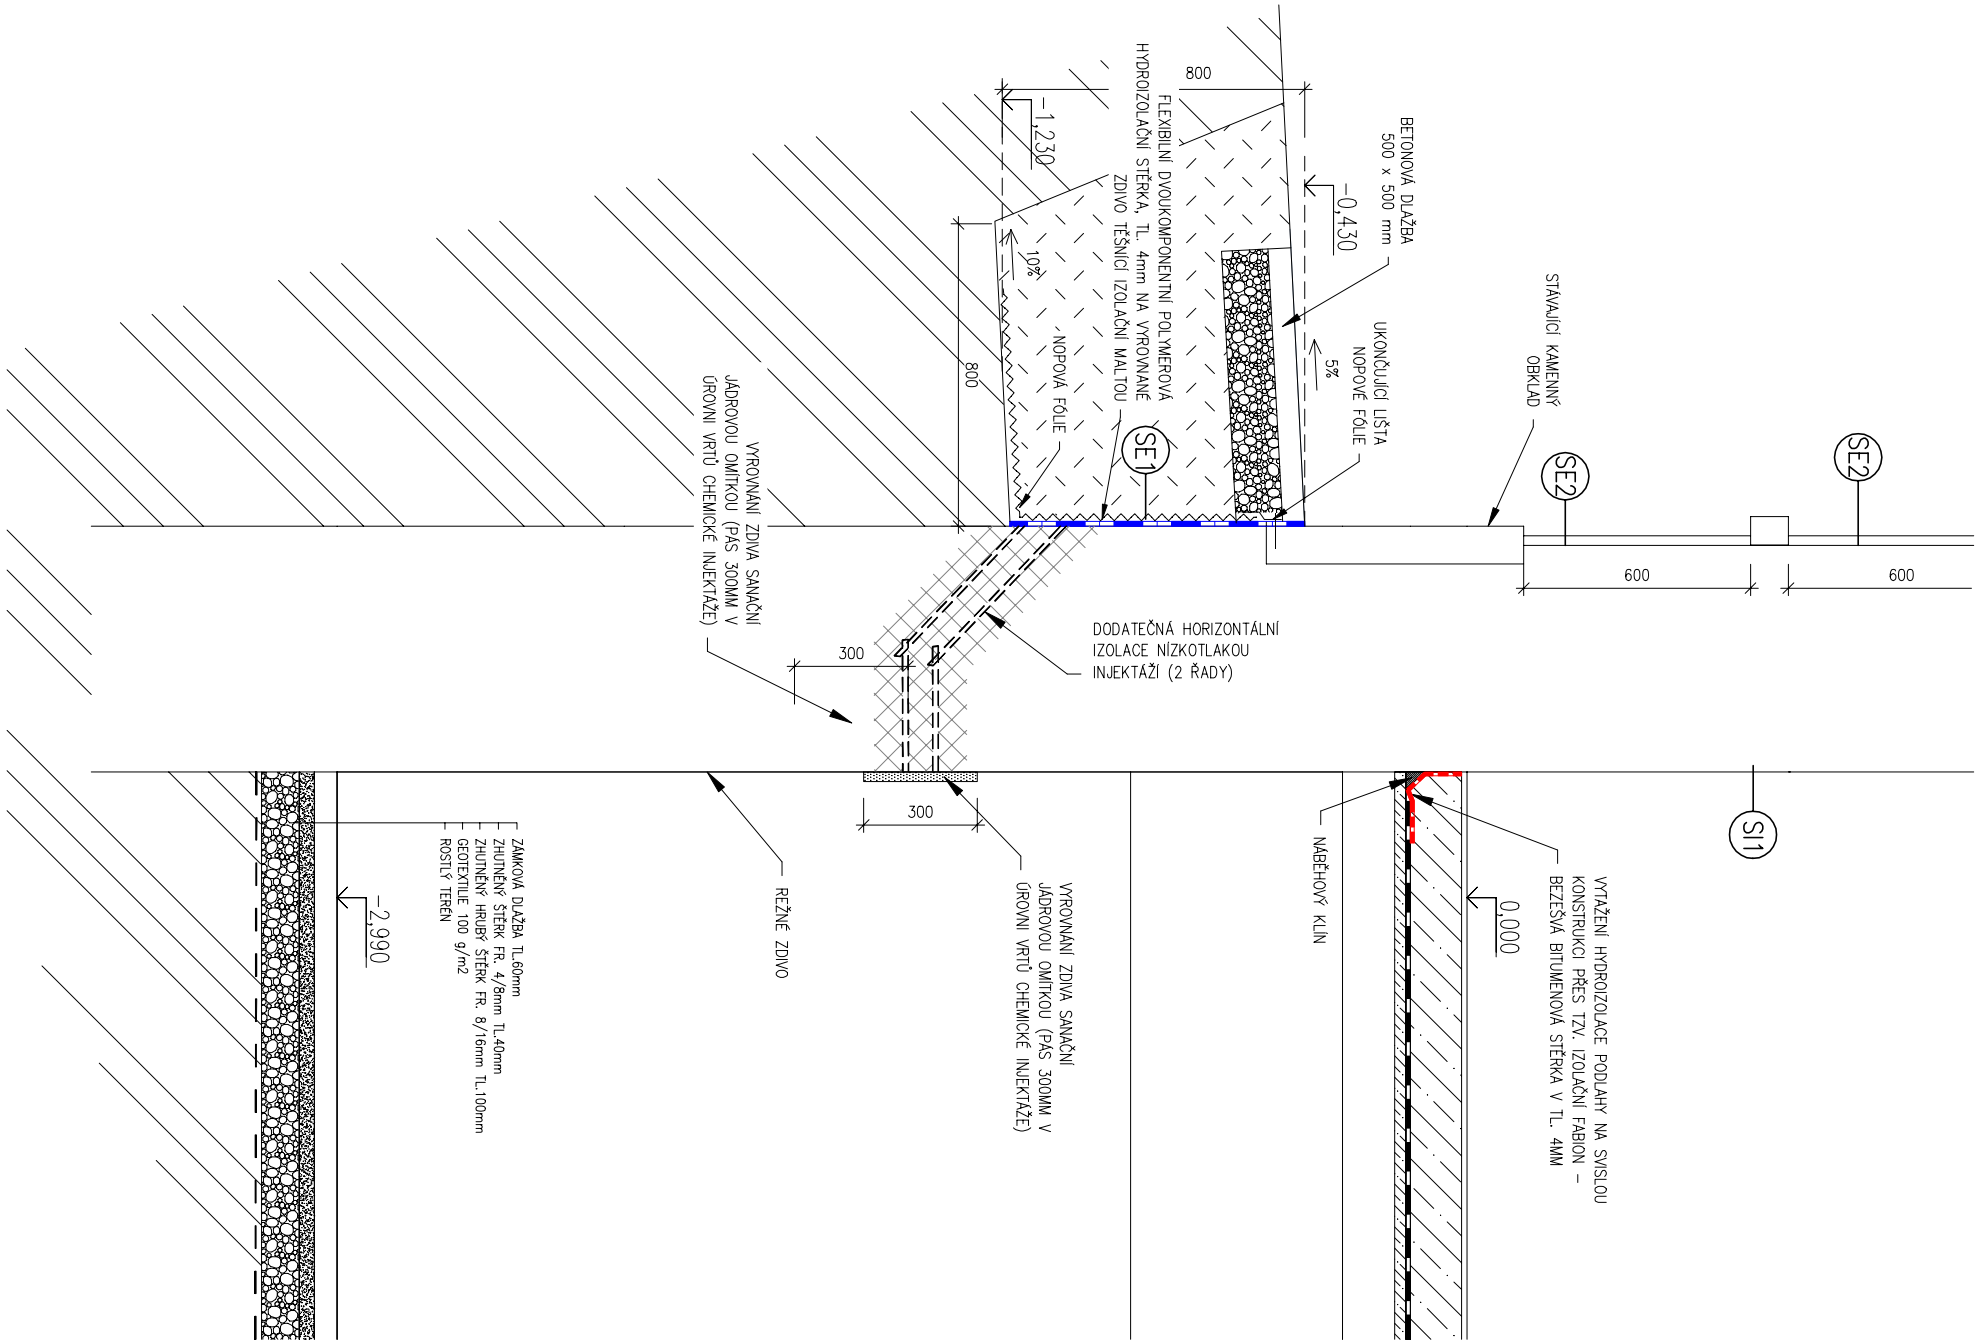 800
-1,230
-0,430
BETONOVÁ DLAŽBA
500 x 500 mm
FLEXIBILNÍ DVOUKOMPONENTNÍ POLYMEROVÁ
HYDROIZOLAČNÍ STĚRKA, TL. 4mm NA VYROVNANÉ
ZDIVO TĚSNÍCÍ IZOLAČNÍ MALTOU
10%
5%
800
NOPOVÁ FÓLIE
UKONČUJÍCÍ LIŠTA
NOPOVÉ FÓLIE
STÁVAJÍCÍ KAMENNÝ
OBKLAD
SE1
SE2
SE2
600
600
VYROVNÁNÍ ZDIVA SANAČNÍ
JÁDROVOU OMÍTKOU (PÁS 300MM V
ÚROVNI VRTŮ CHEMICKÉ INJEKTÁŽE)
DODATEČNÁ HORIZONTÁLNÍ
IZOLACE NÍZKOTLAKOU
INJEKTÁŽÍ (2 ŘADY)
300
300
SI1
NÁBĚHOVÝ KLÍN
0,000
VYTAŽENÍ HYDROIZOLACE PODLAHY NA SVISLOU
KONSTRUKCI PŘES TZV. IZOLAČNÍ FABION -
BEZEŠVÁ BITUMENOVÁ STĚRKA V TL. 4MM
VYROVNÁNÍ ZDIVA SANAČNÍ
JÁDROVOU OMÍTKOU (PÁS 300MM V
ÚROVNI VRTŮ CHEMICKÉ INJEKTÁŽE)
REŽNÉ ZDIVO
-2,990
ZÁMKOVÁ DLAŽBA TL.60mm
ZHUTNĚNÝ ŠTĚRK FR. 4/8mm TL.40mm
ZHUTNĚNÝ HRUBÝ ŠTĚRK FR. 8/16mm TL.100mm
GEOTEXTILIE 100 g/m2
ROSTLÝ TERÉN